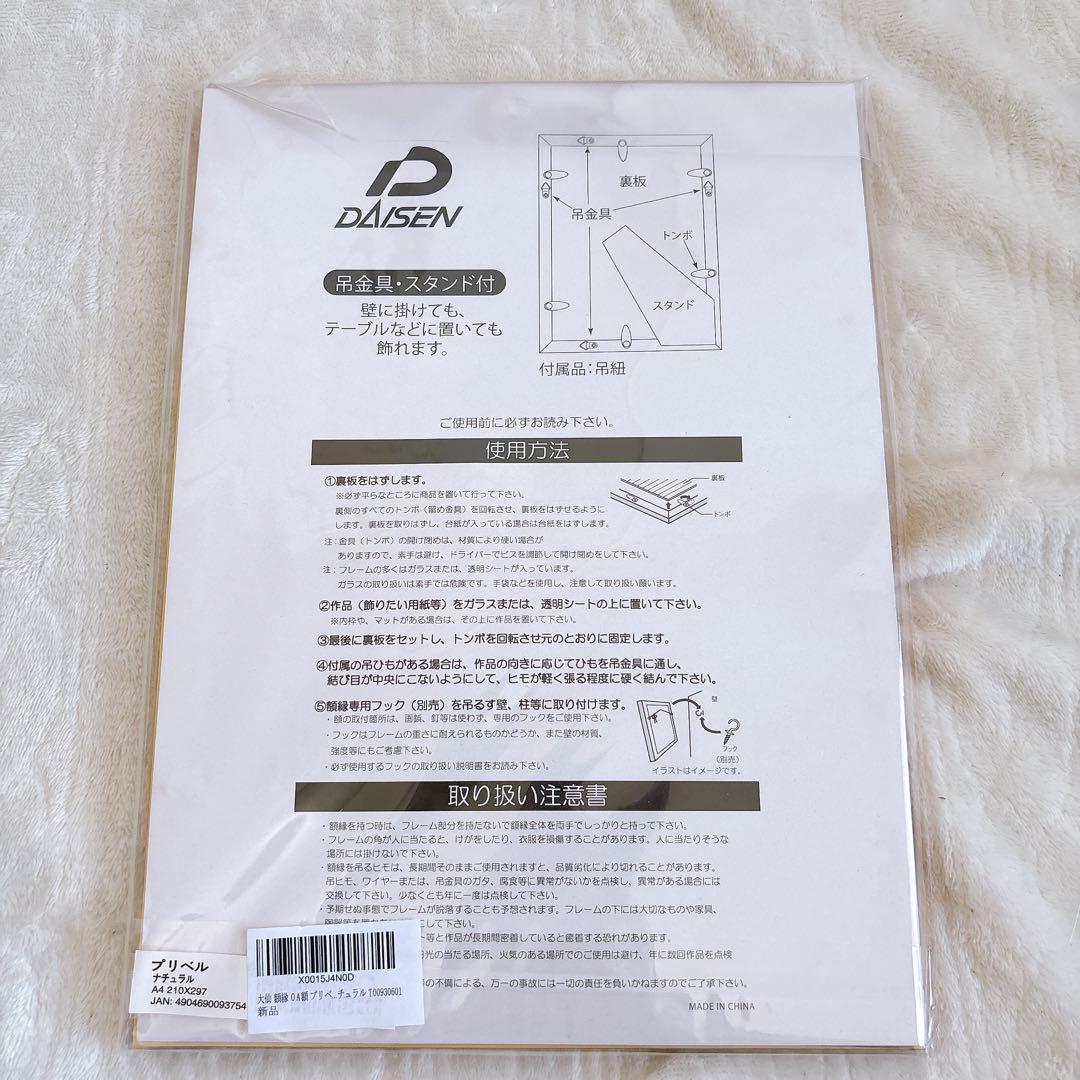 DAISEN
吊金具・スタンド付
壁に掛けても、
テーブルなどに置いても
飾れます。
裏板
吊金具
トンボ
スタンド
付属品：吊紐
ご使用前に必ずお読み下さい。
使用方法
①裏板をはずします。
※必ず平らなところに商品を置いて行って下さい。
裏側のすべてのトンボ（留め金具）を回転させ、裏板をはずせるように
します。裏板を取りはずし、台紙が入っている場合は台紙をはずします。
注：金具（トンボ）の開け閉めは、材質により硬い場合が
ありますので、素手は避け、ドライバーでビスを調節して開け閉めをして下さい。
注：フレームの多くはガラスまたは、透明シートが入っています。
ガラスの取り扱いは素手では危険です。手袋などを使用し、注意して取り扱い願います。
裏板
トンボ
②作品（飾りたい用紙等）をガラスまたは、透明シートの上に置いて下さい。
※内枠や、マットがある場合は、その上に作品を置いて下さい。
③最後に裏板をセットし、トンボを回転させ元のとおりに固定します。
④付属の吊ひもがある場合は、作品の向きに応じてひもを吊金具に通し、
結び目が中央にこないようにして、ヒモが軽く張る程度に硬く結んで下さい。
⑤額縁専用フック（別売）を吊るす壁、柱等に取り付けます。
・額の取付箇所は、画鋲、釘等は使わず、専用のフックをご使用下さい。
・フックはフレームの重さに耐えられるものかどうか、また壁の材質、
強度等にもご考慮下さい。
・必ず使用するフックの取り扱い説明書をお読み下さい。
壁
フック
（別売）
イラストはイメージです。
取り扱い注意書
・額縁を持つ時は、フレーム部分を持たないで額縁全体を両手でしっかりと持って下さい。
・フレームの角が人に当たると、けがをしたり、衣服を損傷することがあります。人に当たりそうな
場所には掛けないで下さい。
・額縁を吊るヒモは、長期間そのままご使用されますと、品質劣化により切れることがあります。
吊ヒモ、ワイヤーまたは、吊金具のガタ、腐食等に異常がないかを点検し、異常がある場合には
交換して下さい。少なくとも年に一度は点検して下さい。
・予期せぬ事態でフレームが脱落することも予想されます。フレームの下には大切なものや家具、
にして下さい。
ト等と作品が長期間密着していると癒着する恐れがあります。
光の当たる場所、火気のある場所でのご使用は避け、年に数回作品を点検
等の不備による、万一の事故には一切の責任を負いかねますのでご了承下さい。
MADE IN CHINA
プリベル
ナチュラル
A4 210X297
JAN: 4904690093754
X0015J4N0D
大仙 額縁 OA額 プリベ...チュラル T00930601
新品